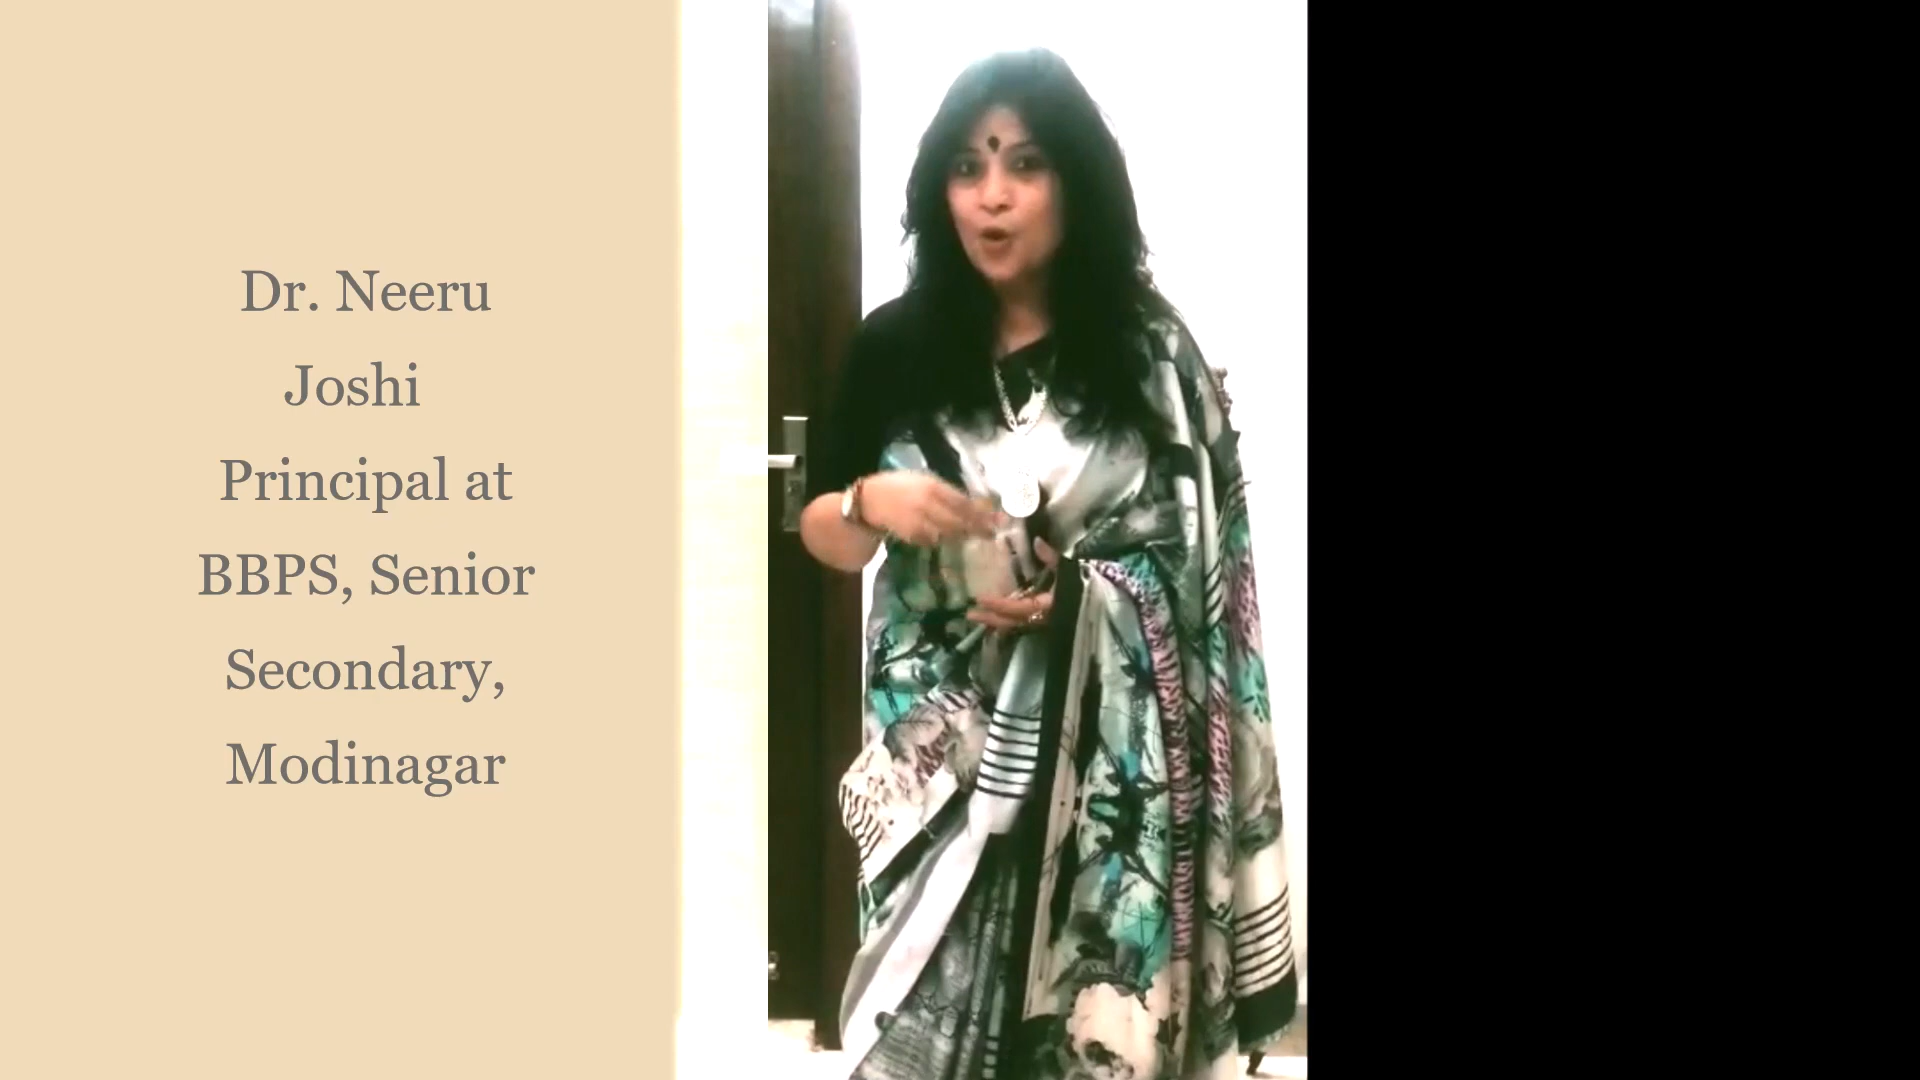 Dr. Neeru
Joshi
Principal at
BBPS, Senior
Secondary,
Modinagar